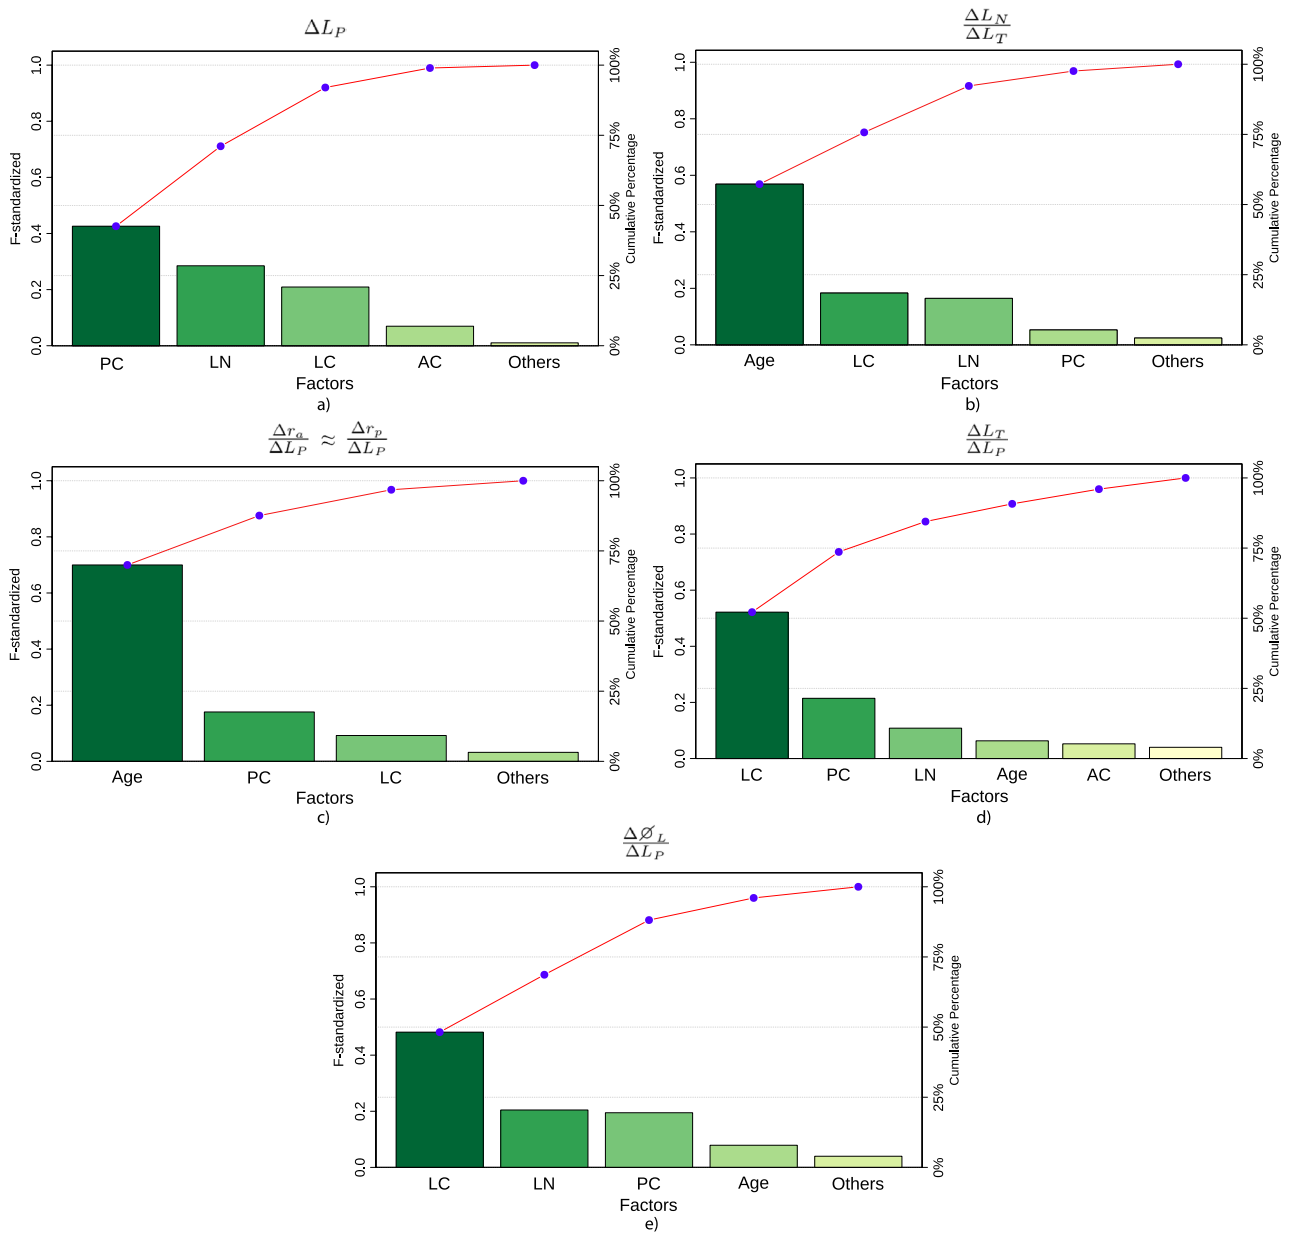 ΔL_P
F-standardized
0.0 0.2 0.4 0.6 0.8 1.0
0% 25% 50% 75% 100%
Cumulative Percentage
PC LN LC AC Others
Factors
a)
ΔL_N
ΔL_T
F-standardized
0.0 0.2 0.4 0.6 0.8 1.0
0% 25% 50% 75% 100%
Cumulative Percentage
Age LC LN PC Others
Factors
b)
Δr_a ≈ Δr_p
ΔL_P ΔL_P
F-standardized
0.0 0.2 0.4 0.6 0.8 1.0
0% 25% 50% 75% 100%
Cumulative Percentage
Age PC LC Others
Factors
c)
ΔL_T
ΔL_P
F-standardized
0.0 0.2 0.4 0.6 0.8 1.0
0% 25% 50% 75% 100%
Cumulative Percentage
LC PC LN Age AC Others
Factors
d)
Δ∅_L
ΔL_P
F-standardized
0.0 0.2 0.4 0.6 0.8 1.0
0% 25% 50% 75% 100%
Cumulative Percentage
LC LN PC Age Others
Factors
e)